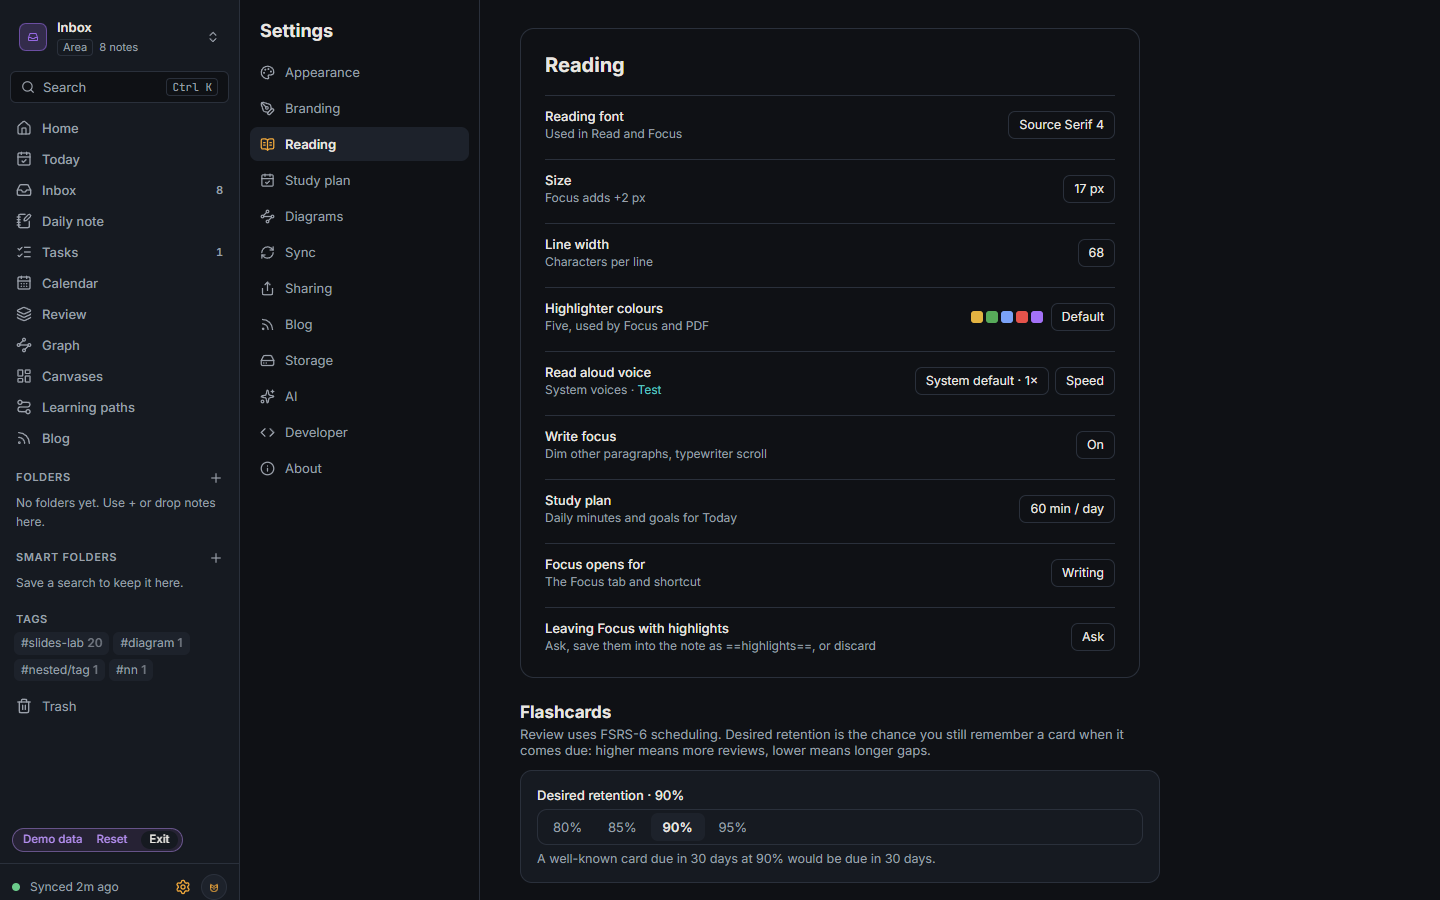 Inbox
Area 8 notes
Search Ctrl K
Home
Today
Inbox 8
Daily note
Tasks 1
Calendar
Review
Graph
Canvases
Learning paths
Blog
FOLDERS
No folders yet. Use + or drop notes
here.
SMART FOLDERS
Save a search to keep it here.
TAGS
#slides-lab 20 #diagram 1
#nested/tag 1 #nn 1
Trash
Demo data Reset Exit
Synced 2m ago
Settings
Appearance
Branding
Reading
Study plan
Diagrams
Sync
Sharing
Blog
Storage
AI
Developer
About
Reading
Reading font
Used in Read and Focus
Source Serif 4
Size
Focus adds +2 px
17 px
Line width
Characters per line
68
Highlighter colours
Five, used by Focus and PDF
Default
Read aloud voice
System voices · Test
System default · 1× Speed
Write focus
Dim other paragraphs, typewriter scroll
On
Study plan
Daily minutes and goals for Today
60 min / day
Focus opens for
The Focus tab and shortcut
Writing
Leaving Focus with highlights
Ask, save them into the note as ==highlights==, or discard
Ask
Flashcards
Review uses FSRS-6 scheduling. Desired retention is the chance you still remember a card when it
comes due: higher means more reviews, lower means longer gaps.
Desired retention · 90%
80% 85% 90% 95%
A well-known card due in 30 days at 90% would be due in 30 days.